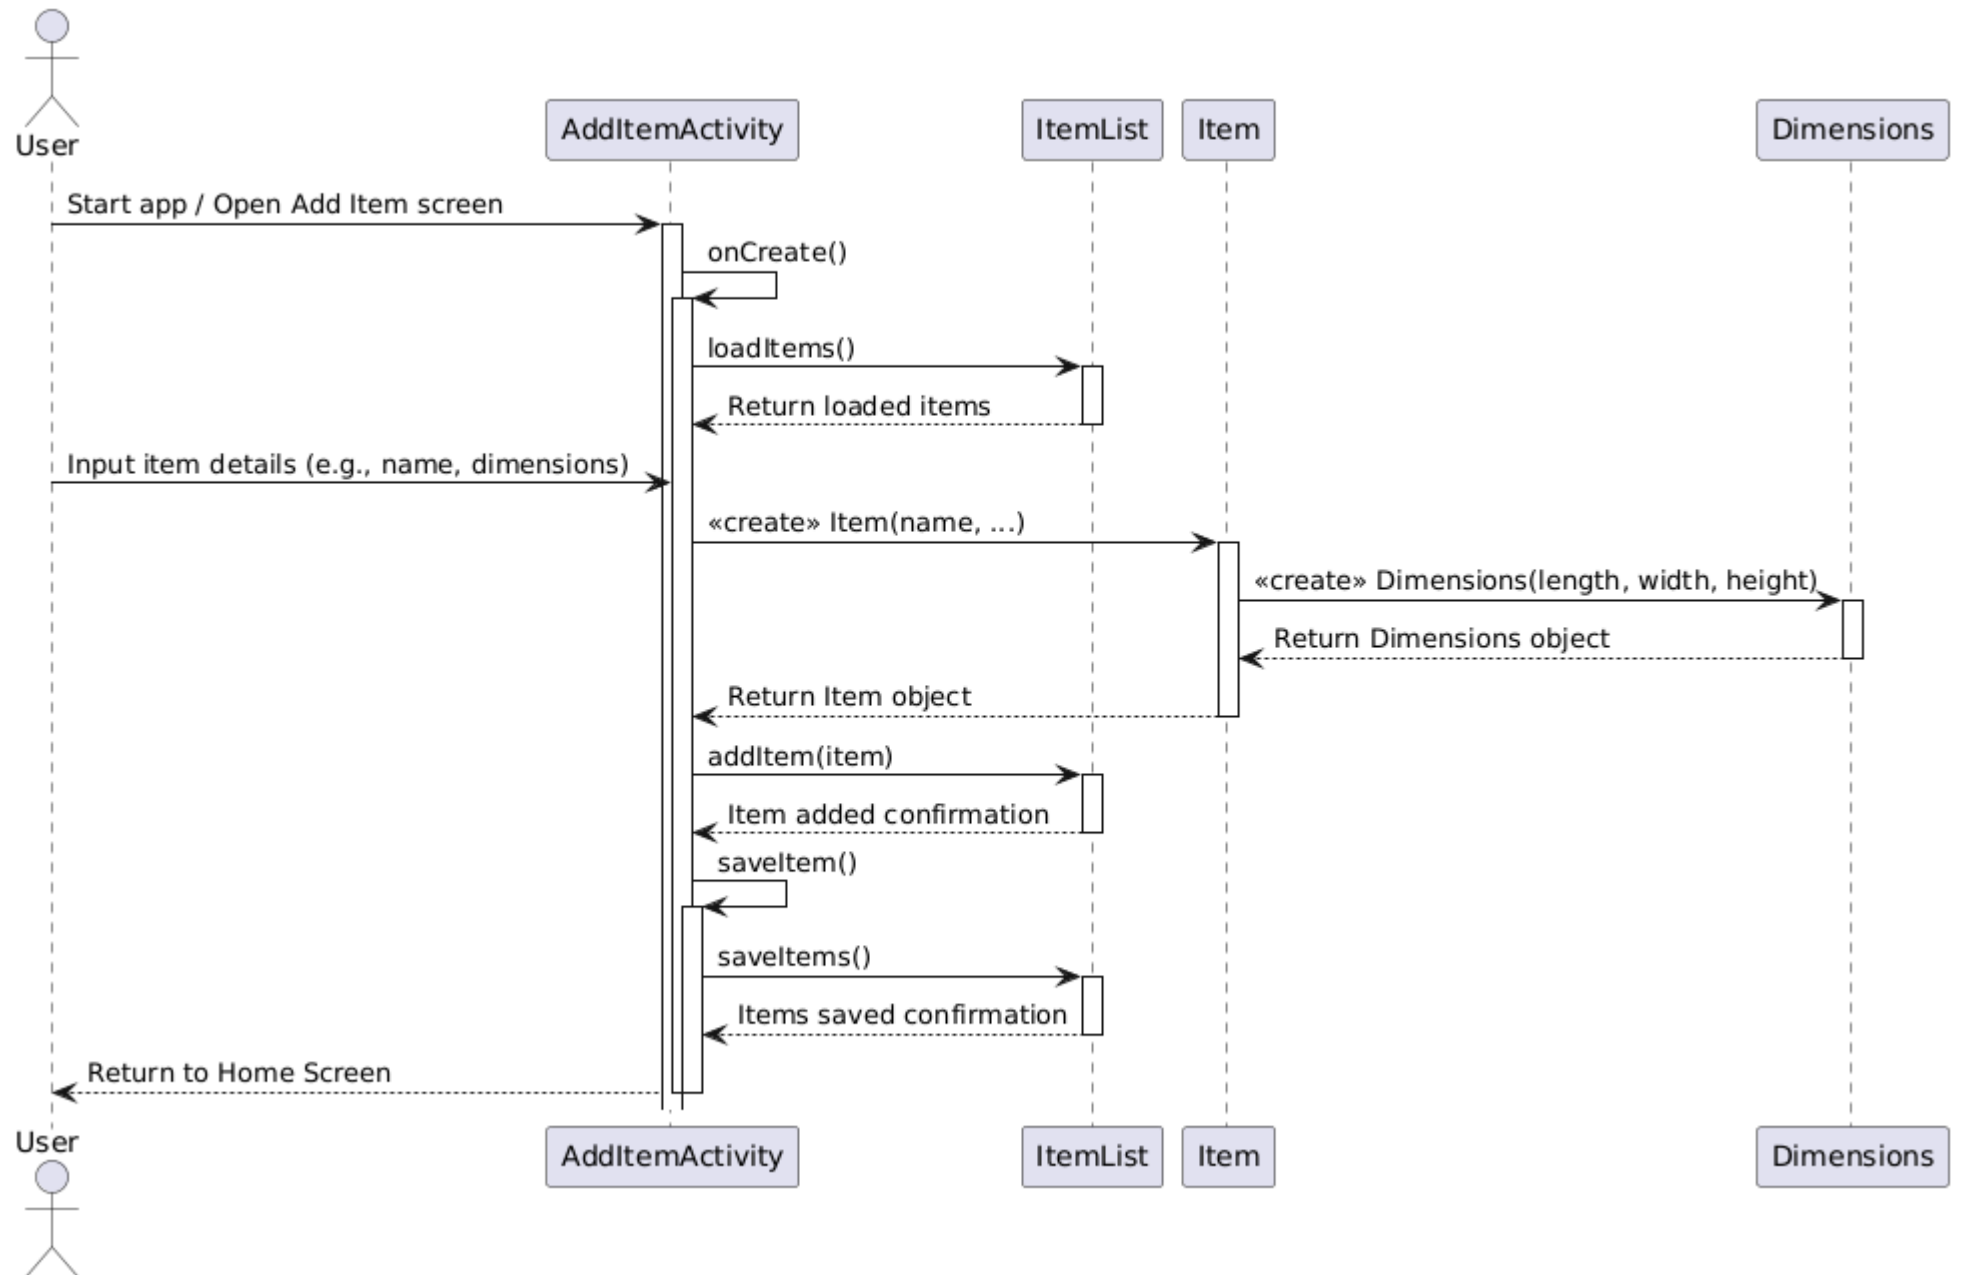 User
AddItemActivity
ItemList
Item
Dimensions
Start app / Open Add Item screen
onCreate()
loadItems()
Return loaded items
Input item details (e.g., name, dimensions)
«create» Item(name, ...)
«create» Dimensions(length, width, height)
Return Dimensions object
Return Item object
addItem(item)
Item added confirmation
saveItem()
saveItems()
Items saved confirmation
Return to Home Screen
User
AddItemActivity
ItemList
Item
Dimensions